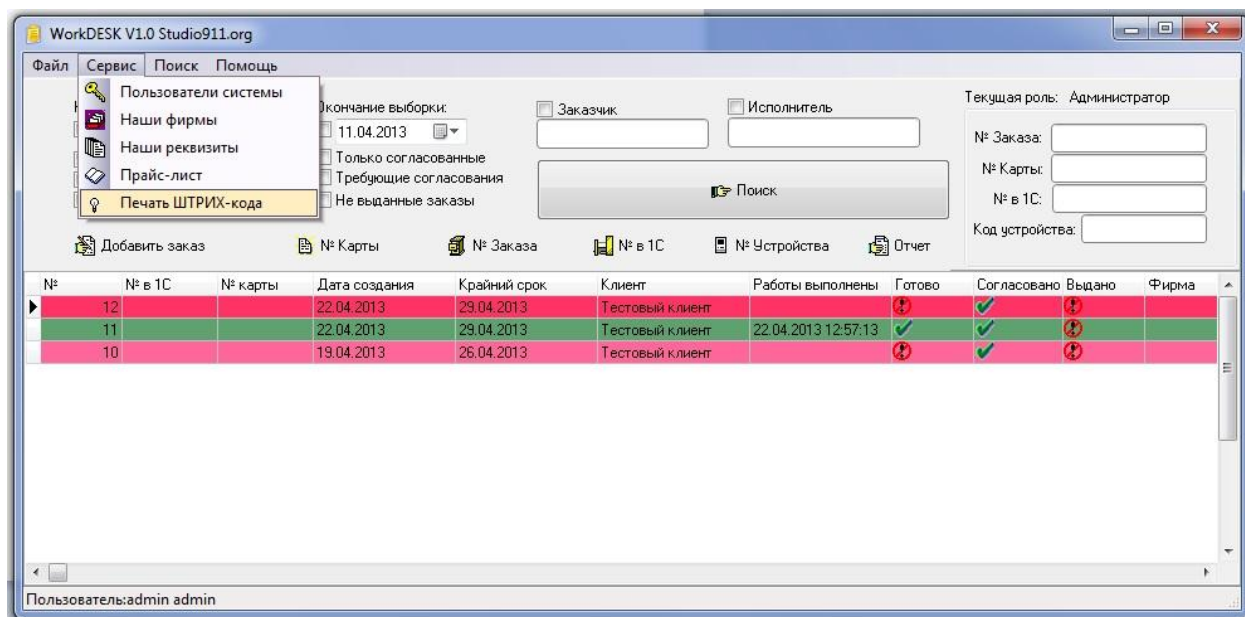 WorkDESK V1.0 Studio911.org
Файл Сервис Поиск Помощь
Пользователи системы
Наши фирмы
Наши реквизиты
Прайс-лист
Печать ШТРИХ-кода
Окончание выборки:
11.04.2013
Только согласованные
Требующие согласования
Не выданные заказы
Заказчик
Исполнитель
Поиск
Текущая роль: Администратор
№ Заказа:
№ Карты:
№ в 1С:
Код устройства:
Добавить заказ № Карты № Заказа № в 1С № Устройства Отчет
№ № в 1С № карты Дата создания Крайний срок Клиент Работы выполнены Готово Согласовано Выдано Фирма
12 22.04.2013 29.04.2013 Тестовый клиент
11 22.04.2013 29.04.2013 Тестовый клиент 22.04.2013 12:57:13
10 19.04.2013 26.04.2013 Тестовый клиент
Пользователь:admin admin